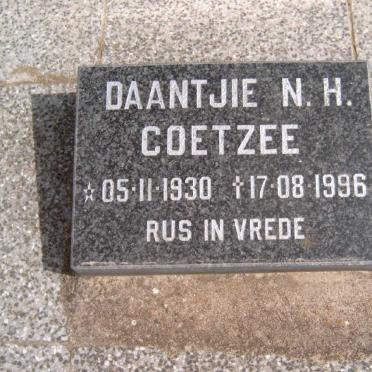 DAANTJIE N.H.
COETZEE
☆05·11·1930 ✝17·08·1996
RUS IN VREDE